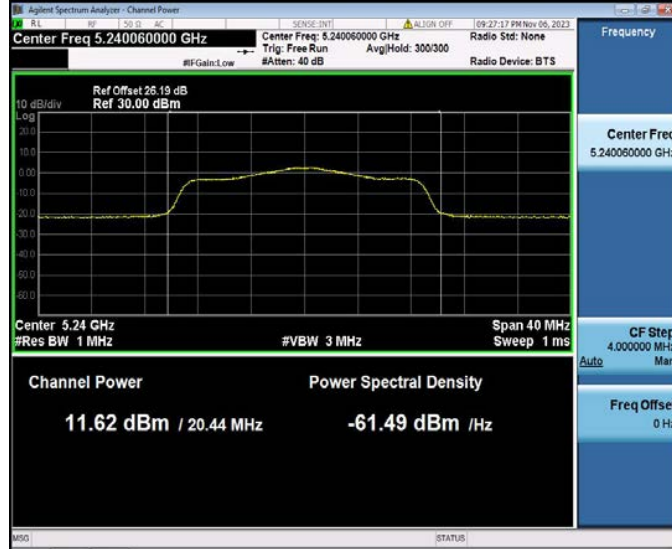 Agilent Spectrum Analyzer - Channel Power
RL RF 50 Ω AC SENSE:INT ALIGN OFF 09:27:17 PM Nov 06, 2023
Center Freq 5.240060000 GHz
Center Freq: 5.240060000 GHz
Radio Std: None
Trig: Free Run Avg|Hold: 300/300
#IFGain:Low #Atten: 40 dB Radio Device: BTS
Ref Offset 26.19 dB
10 dB/div Ref 30.00 dBm
Log
20.0
10.0
0.00
-10.0
-20.0
-30.0
-40.0
-50.0
-60.0
Center 5.24 GHz Span 40 MHz
#Res BW 1 MHz #VBW 3 MHz Sweep 1 ms
Channel Power Power Spectral Density
11.62 dBm / 20.44 MHz -61.49 dBm /Hz
MSG STATUS
Frequency
Center Freq
5.240060000 GHz
CF Step
4.000000 MHz
Auto Man
Freq Offset
0 Hz